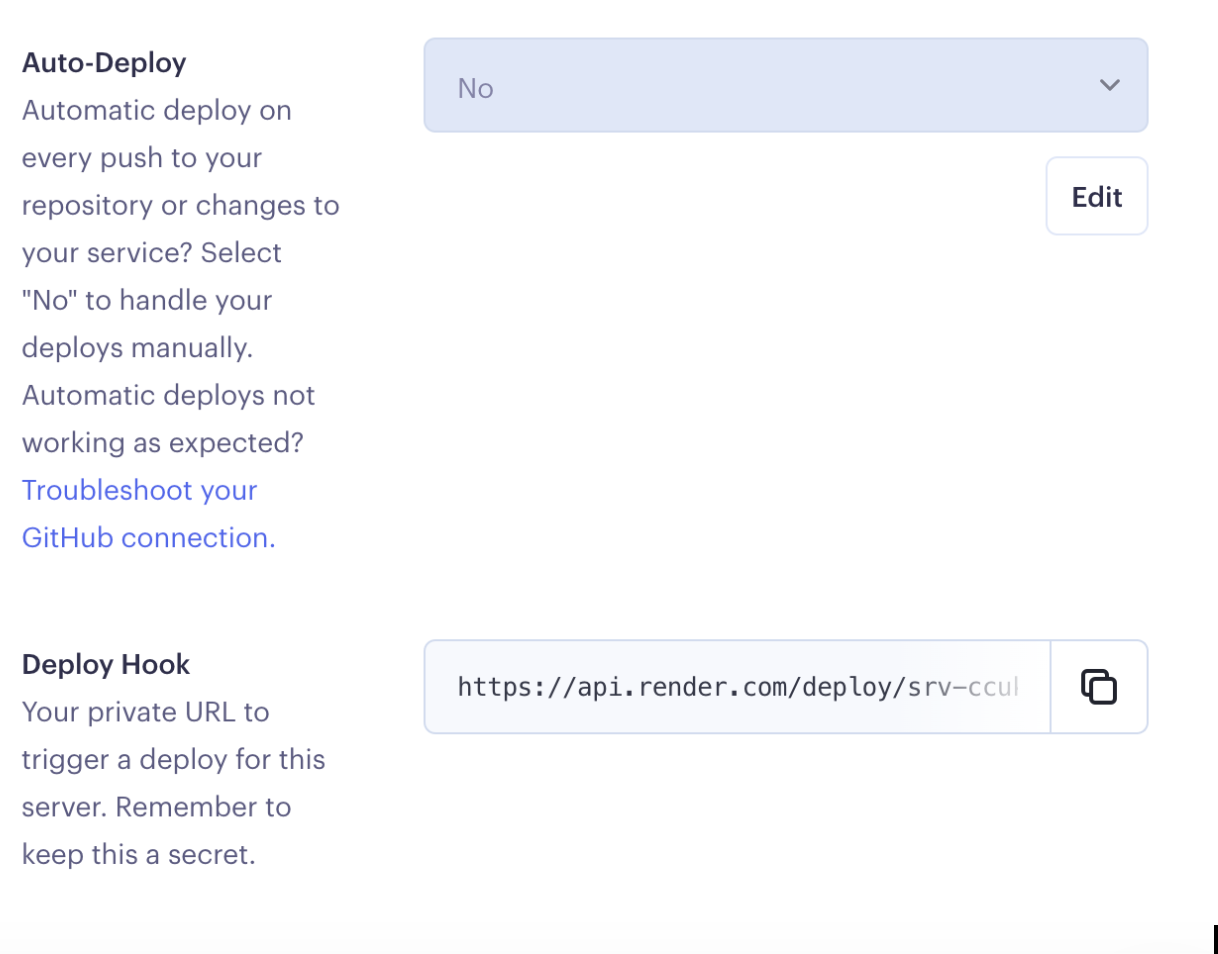 Auto-Deploy
Automatic deploy on
every push to your
repository or changes to
your service? Select
"No" to handle your
deploys manually.
Automatic deploys not
working as expected?
Troubleshoot your
GitHub connection.
No
Edit
Deploy Hook
Your private URL to
trigger a deploy for this
server. Remember to
keep this a secret.
https://api.render.com/deploy/srv-ccu